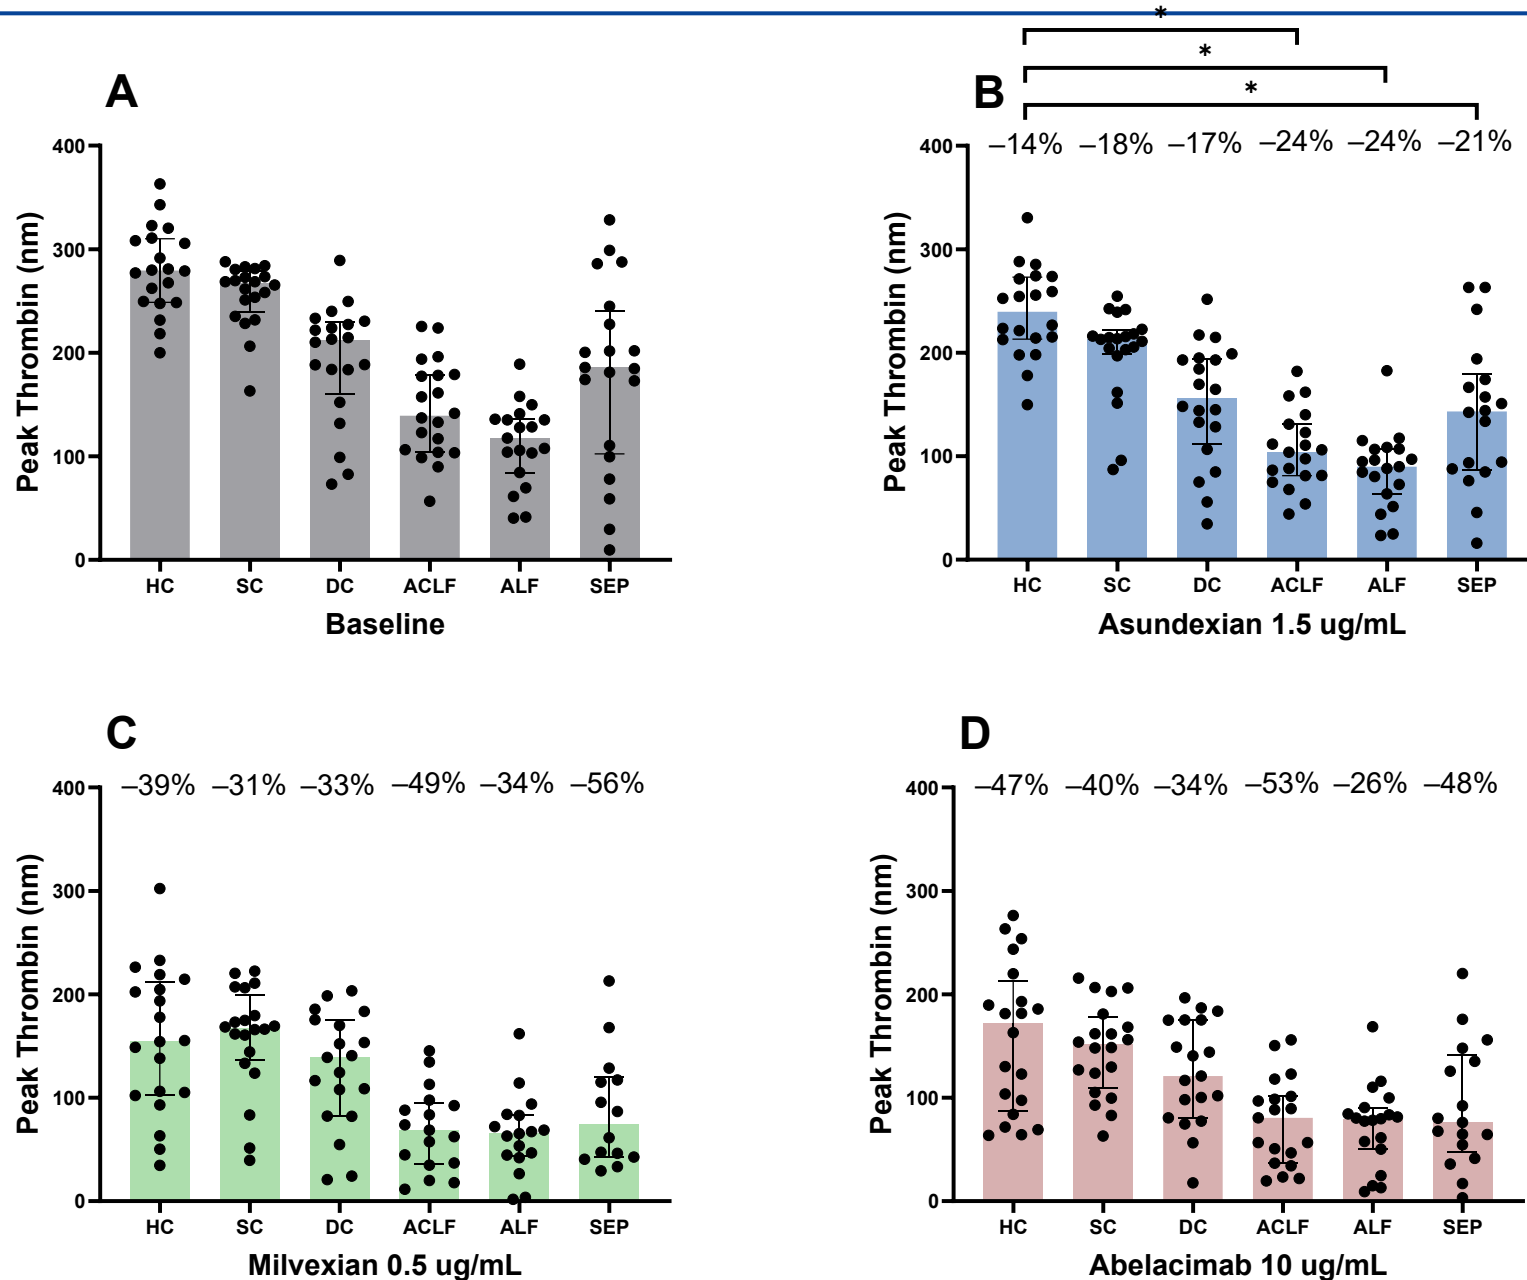 A
Peak Thrombin (nm)
400
300
200
100
0
HC SC DC ACLF ALF SEP
Baseline
*
*
*
B
–14% –18% –17% –24% –24% –21%
Peak Thrombin (nm)
400
300
200
100
0
HC SC DC ACLF ALF SEP
Asundexian 1.5 ug/mL
C
–39% –31% –33% –49% –34% –56%
Peak Thrombin (nm)
400
300
200
100
0
HC SC DC ACLF ALF SEP
Milvexian 0.5 ug/mL
D
–47% –40% –34% –53% –26% –48%
Peak Thrombin (nm)
400
300
200
100
0
HC SC DC ACLF ALF SEP
Abelacimab 10 ug/mL